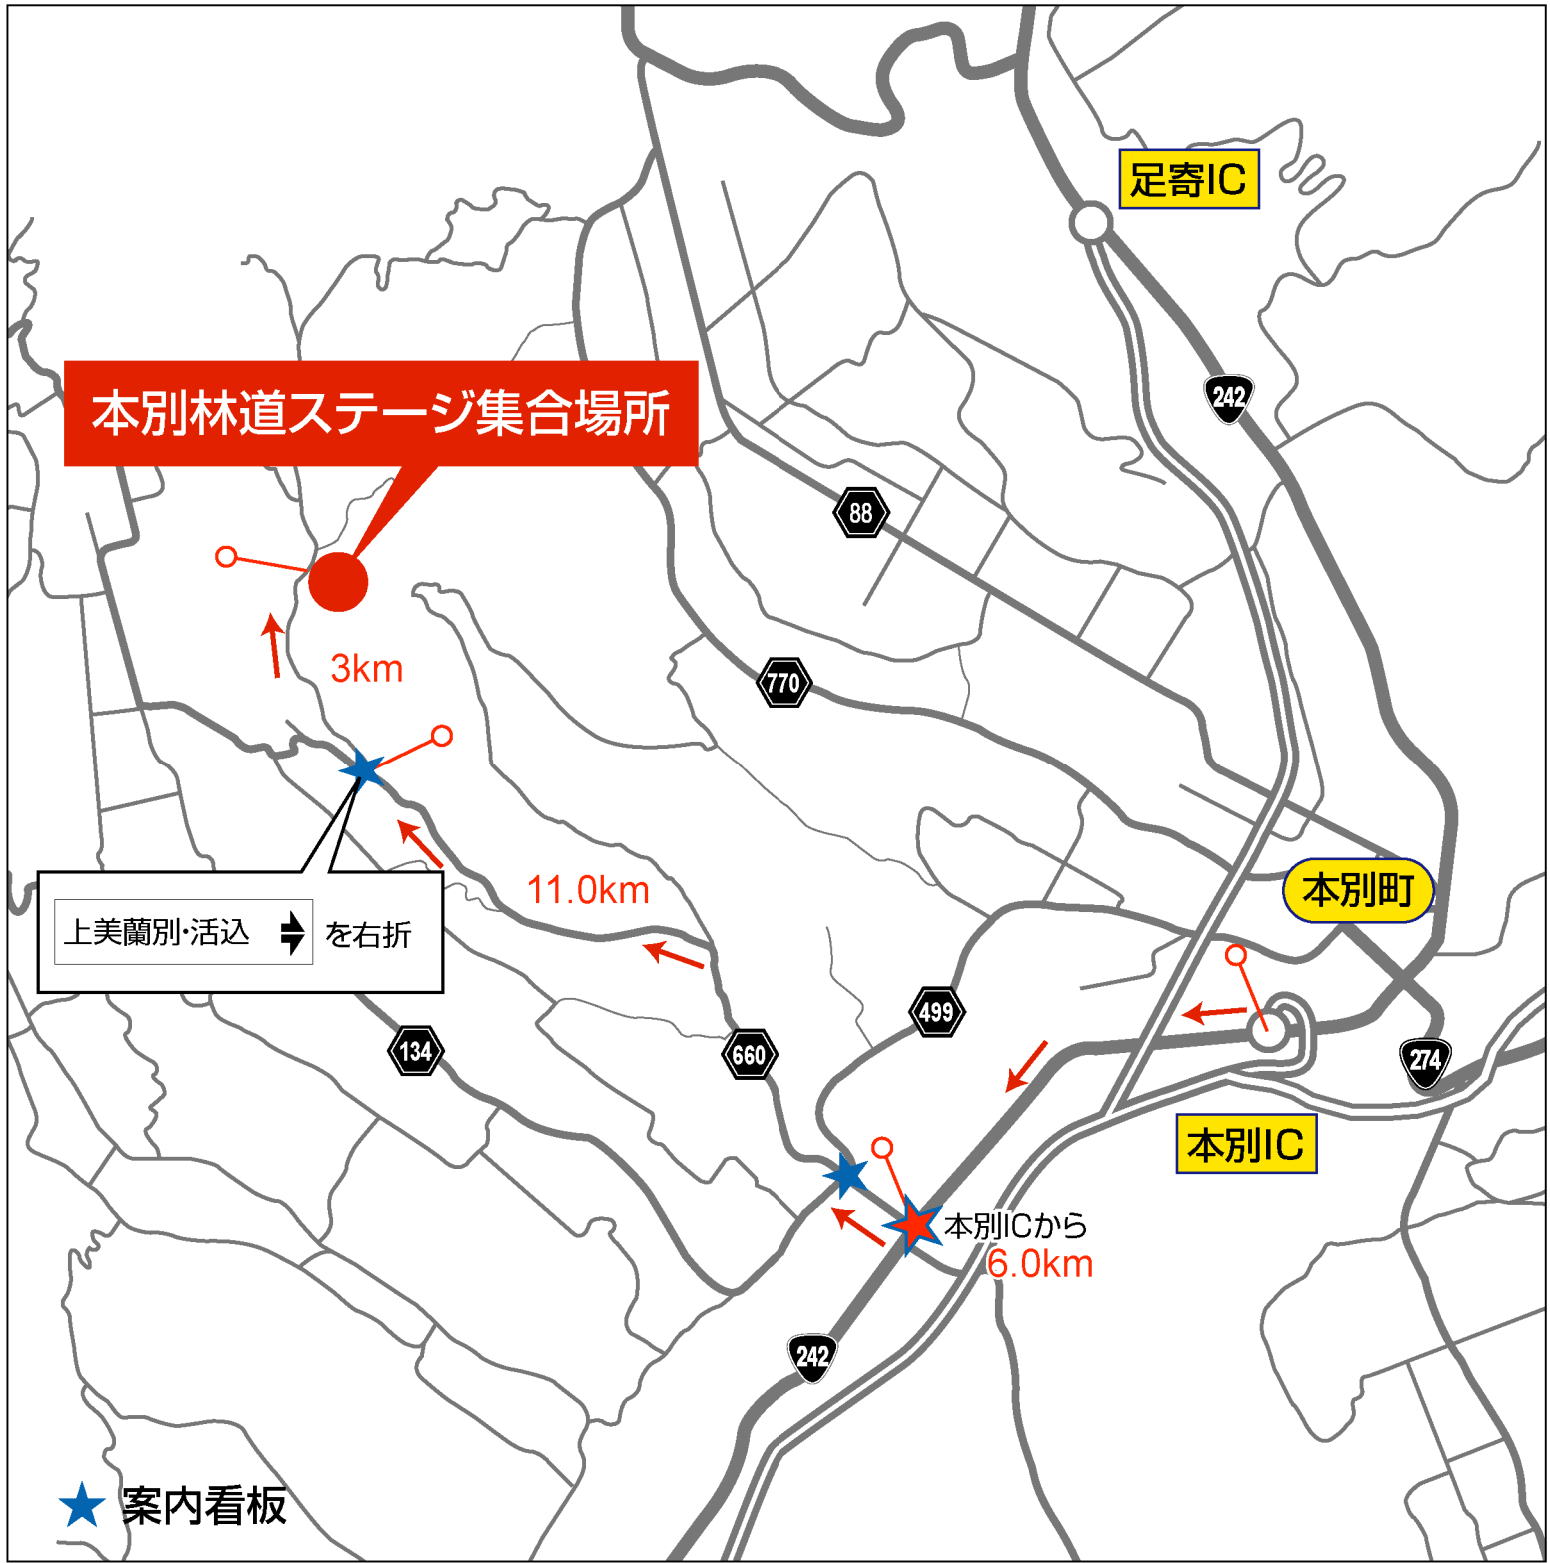 足寄IC
242
本別林道ステージ集合場所
88
3km
770
11.0km
本別町
上美蘭別・活込
を右折
499
134
660
274
本別IC
本別ICから
6.0km
242
案内看板